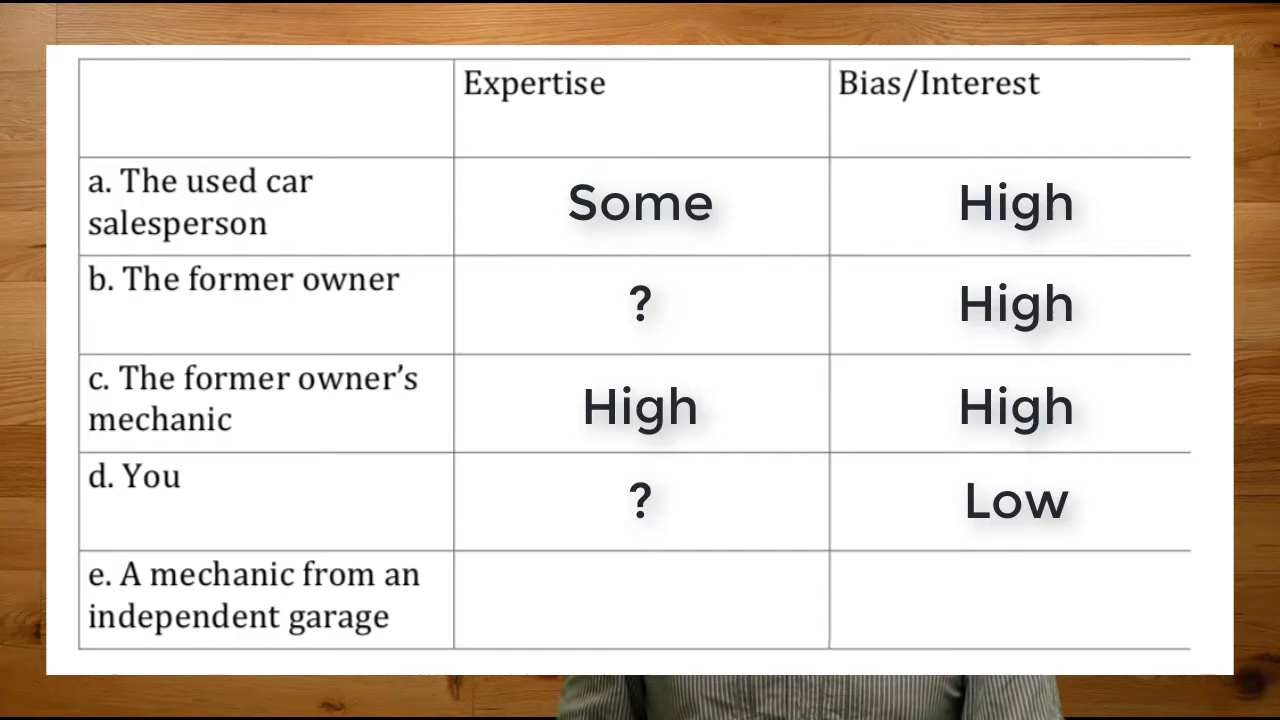 Expertise
Bias/Interest
a. The used car
salesperson
Some
High
b. The former owner
?
High
c. The former owner’s
mechanic
High
High
d. You
?
Low
e. A mechanic from an
independent garage